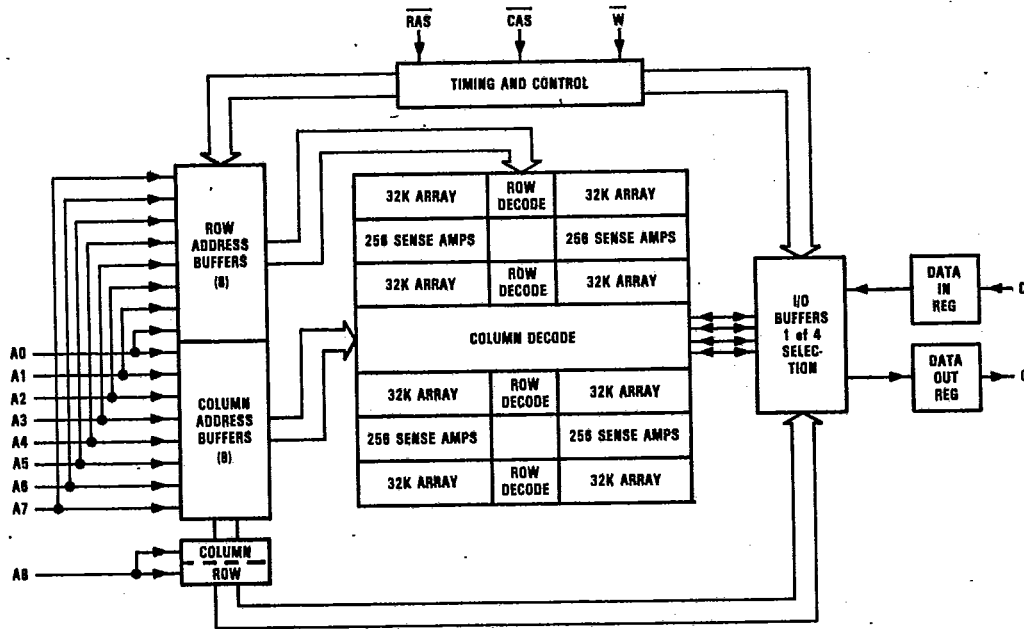 RAS CAS W
TIMING AND CONTROL
ROW
ADDRESS
BUFFERS
(8)
32K ARRAY
ROW
DECODE
32K ARRAY
256 SENSE AMPS
256 SENSE AMPS
32K ARRAY
ROW
DECODE
32K ARRAY
COLUMN DECODE
32K ARRAY
ROW
DECODE
32K ARRAY
256 SENSE AMPS
256 SENSE AMPS
32K ARRAY
ROW
DECODE
32K ARRAY
I/O
BUFFERS
1 of 4
SELEC-
TION
DATA
IN
REG
DATA
OUT
REG
A0
A1
A2
A3
A4
A5
A6
A7
COLUMN
ADDRESS
BUFFERS
(8)
A8
COLUMN
ROW